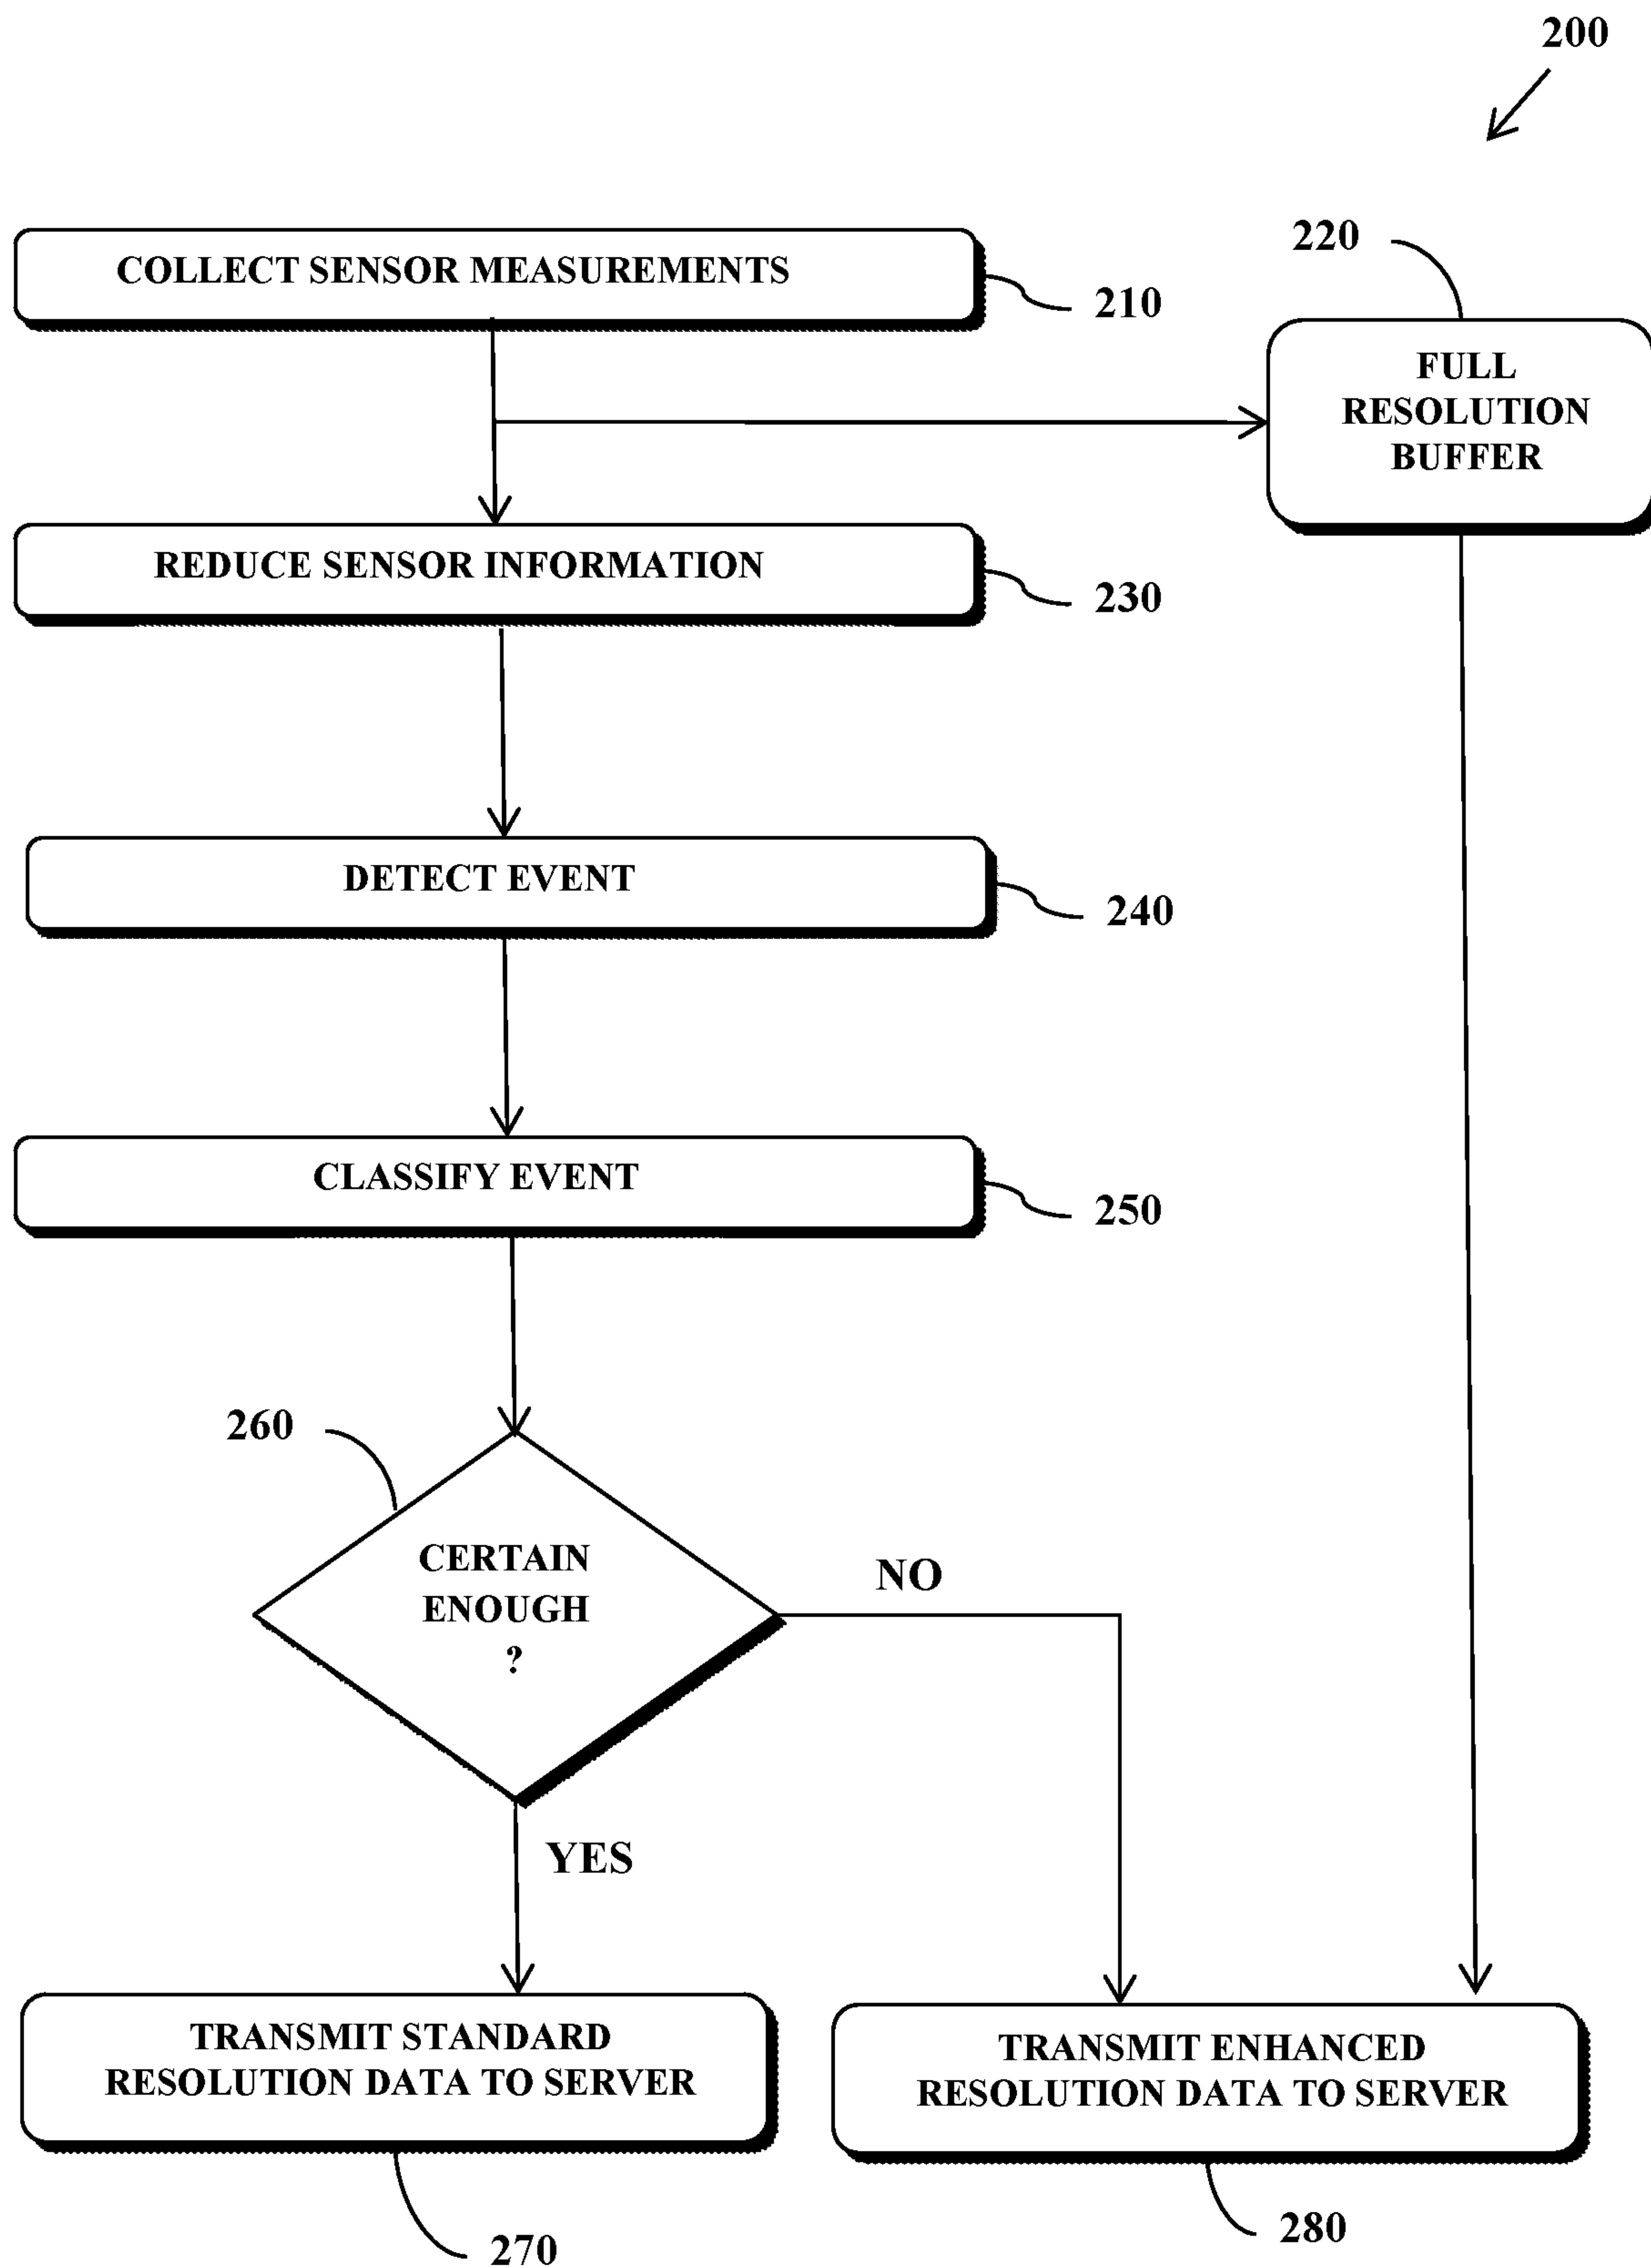 200
COLLECT SENSOR MEASUREMENTS
210
220
FULL
RESOLUTION
BUFFER
REDUCE SENSOR INFORMATION
230
DETECT EVENT
240
CLASSIFY EVENT
250
260
CERTAIN
ENOUGH
?
NO
YES
TRANSMIT STANDARD
RESOLUTION DATA TO SERVER
270
TRANSMIT ENHANCED
RESOLUTION DATA TO SERVER
280